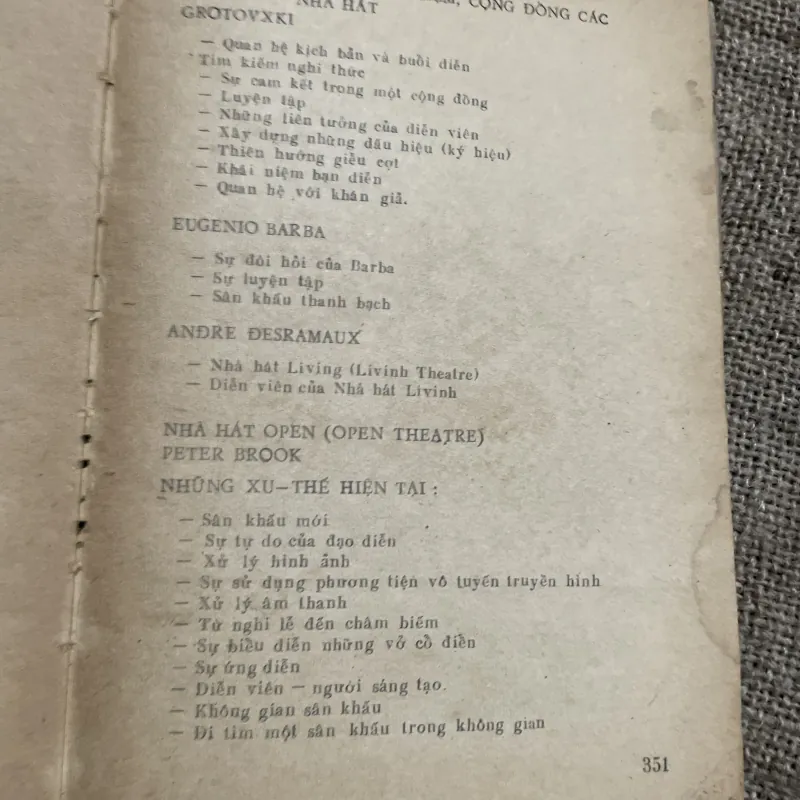 NHÀ HÁT CỘNG ĐỒNG CÁC
GROTOVXKI
— Quan hệ kịch bản và buổi diễn
Tìm kiếm nghi thức
— Sự cam kết trong một cộng đồng
— Luyện tập
— Những liên tưởng của diễn viên
— Xây dựng những dấu hiệu (ký hiệu)
— Thiên hướng giễu cợt
— Khái niệm bạn diễn
— Quan hệ với khán giả.
EUGENIO BARBA
— Sự đòi hỏi của Barba
— Sự luyện tập
— Sân khấu thanh bạch
ANĐRE ĐESRAMAUX
— Nhà hát Living (Livinh Theatre)
— Diễn viên của Nhà hát Livinh
NHÀ HÁT OPEN (OPEN THEATRE)
PETER BROOK
NHỮNG XU—THẾ HIỆN TẠI :
— Sân khấu mới
— Sự tự do của đạo diễn
— Xử lý hình ảnh
— Sự sử dụng phương tiện vô tuyến truyền hình
— Xử lý âm thanh
— Từ nghi lễ đến châm biếm
— Sự biểu diễn những vở cổ điển
— Sự ứng diễn
— Diễn viên — người sáng tạo.
— Không gian sân khấu
— Đi tìm một sân khấu trong không gian
351